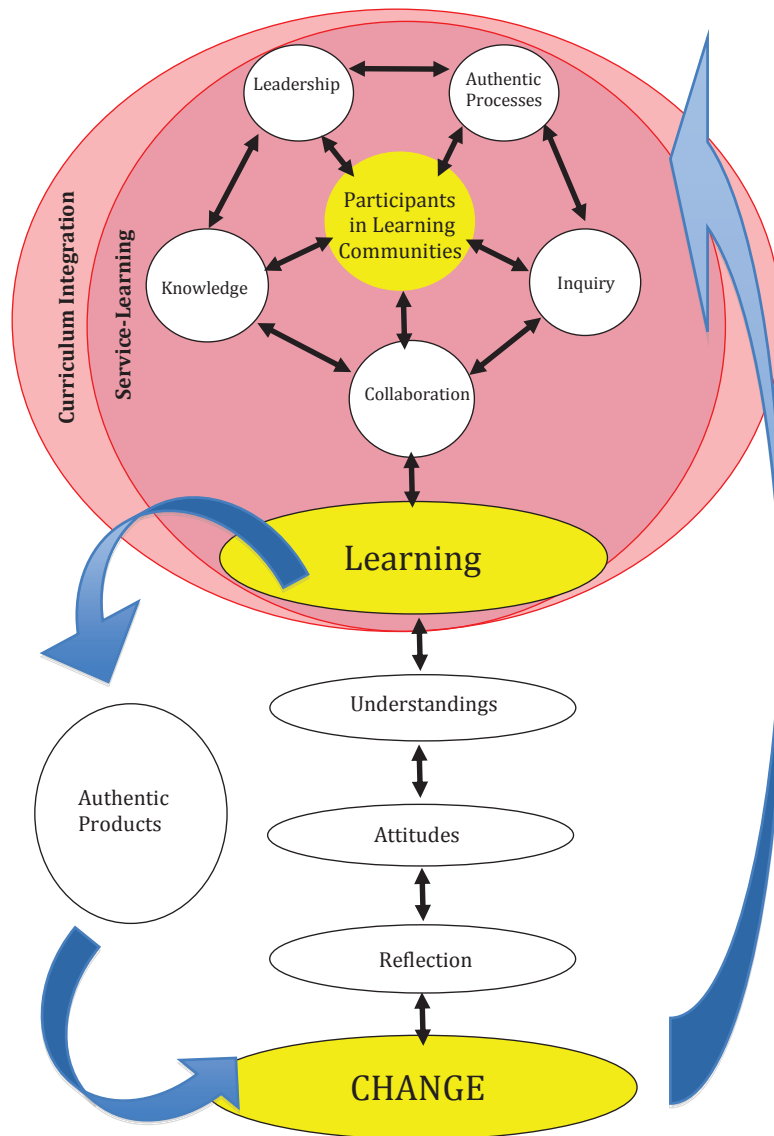 Leadership
Authentic
Processes
Participants
in Learning
Communities
Curriculum Integration
Service-Learning
Knowledge
Inquiry
Collaboration
Learning
Understandings
Authentic
Products
Attitudes
Reflection
CHANGE